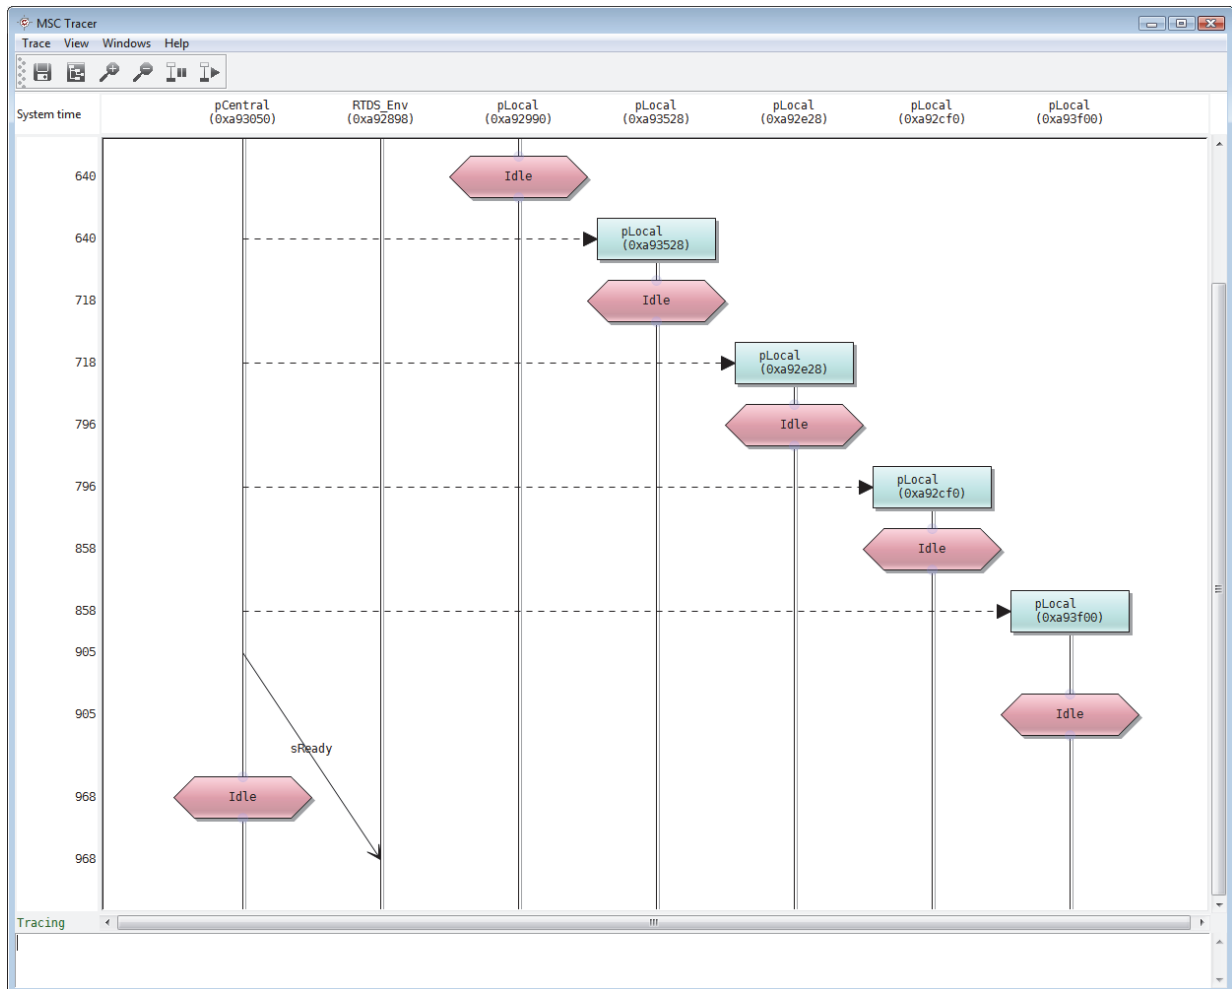 MSC Tracer
Trace View Windows Help
System time
pCentral
(0xa93050)
RTDS_Env
(0xa92898)
pLocal
(0xa92990)
pLocal
(0xa93528)
pLocal
(0xa92e28)
pLocal
(0xa92cf0)
pLocal
(0xa93f00)
640
Idle
640
pLocal
(0xa93528)
718
Idle
718
pLocal
(0xa92e28)
796
Idle
796
pLocal
(0xa92cf0)
858
Idle
858
pLocal
(0xa93f00)
905
905
Idle
sReady
968
Idle
968
Tracing